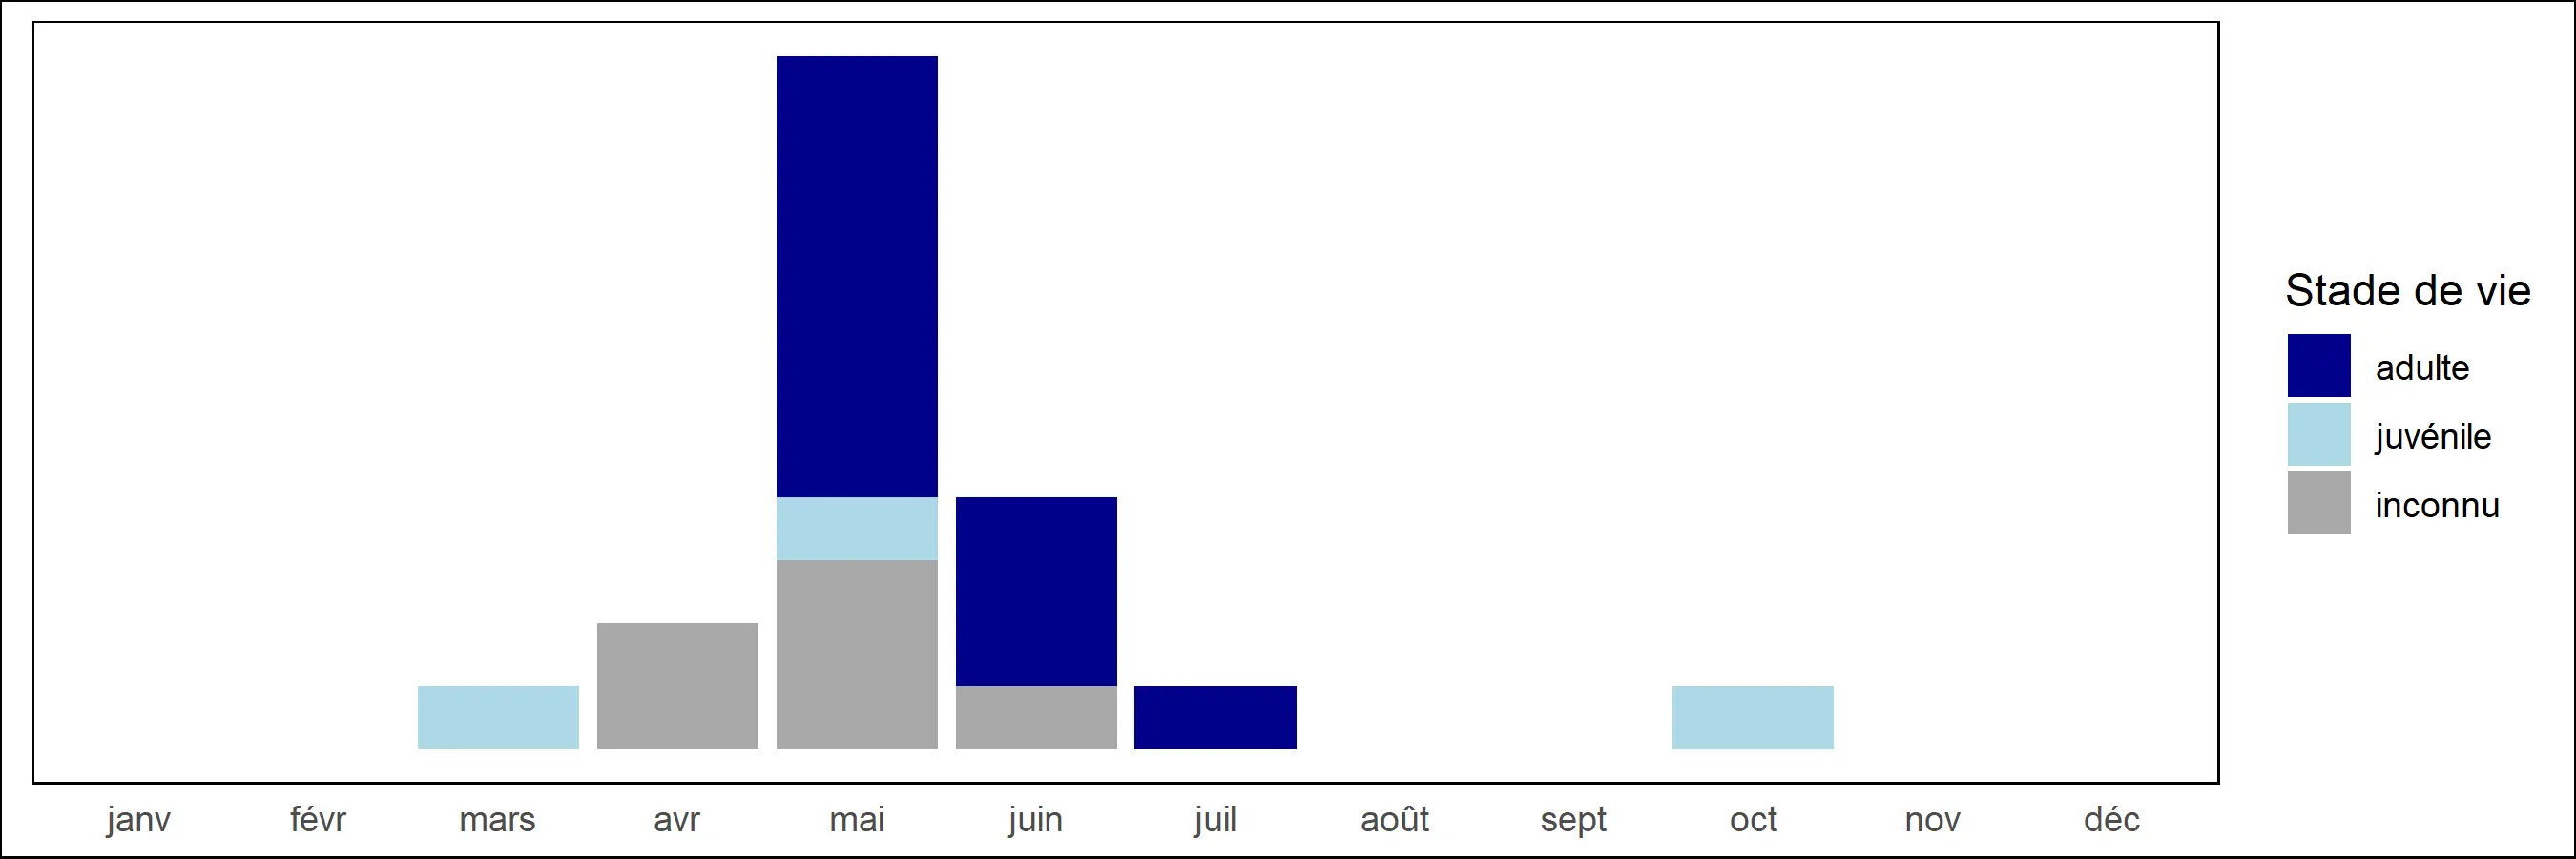 Stade de vie
adulte
juvénile
inconnu
janv févr mars avr mai juin juil août sept oct nov déc